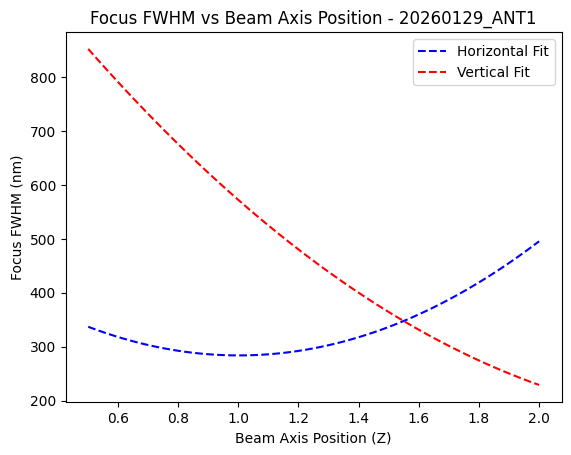 Focus FWHM vs Beam Axis Position - 20260129_ANT1
Horizontal Fit
Vertical Fit
Focus FWHM (nm)
800
700
600
500
400
300
200
0.6 0.8 1.0 1.2 1.4 1.6 1.8 2.0
Beam Axis Position (Z)